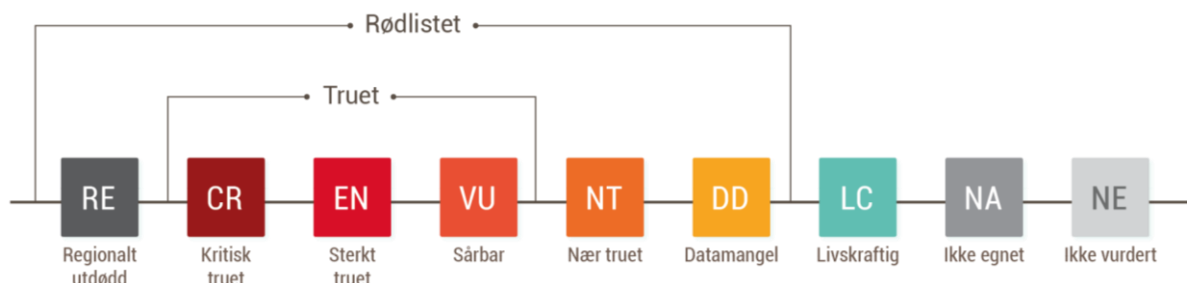 Rødlistet
Truet
RE
CR
EN
VU
NT
DD
LC
NA
NE
Regionalt
utdødd
Kritisk
truet
Sterkt
truet
Sårbar
Nær truet
Datamangel
Livskraftig
Ikke egnet
Ikke vurdert